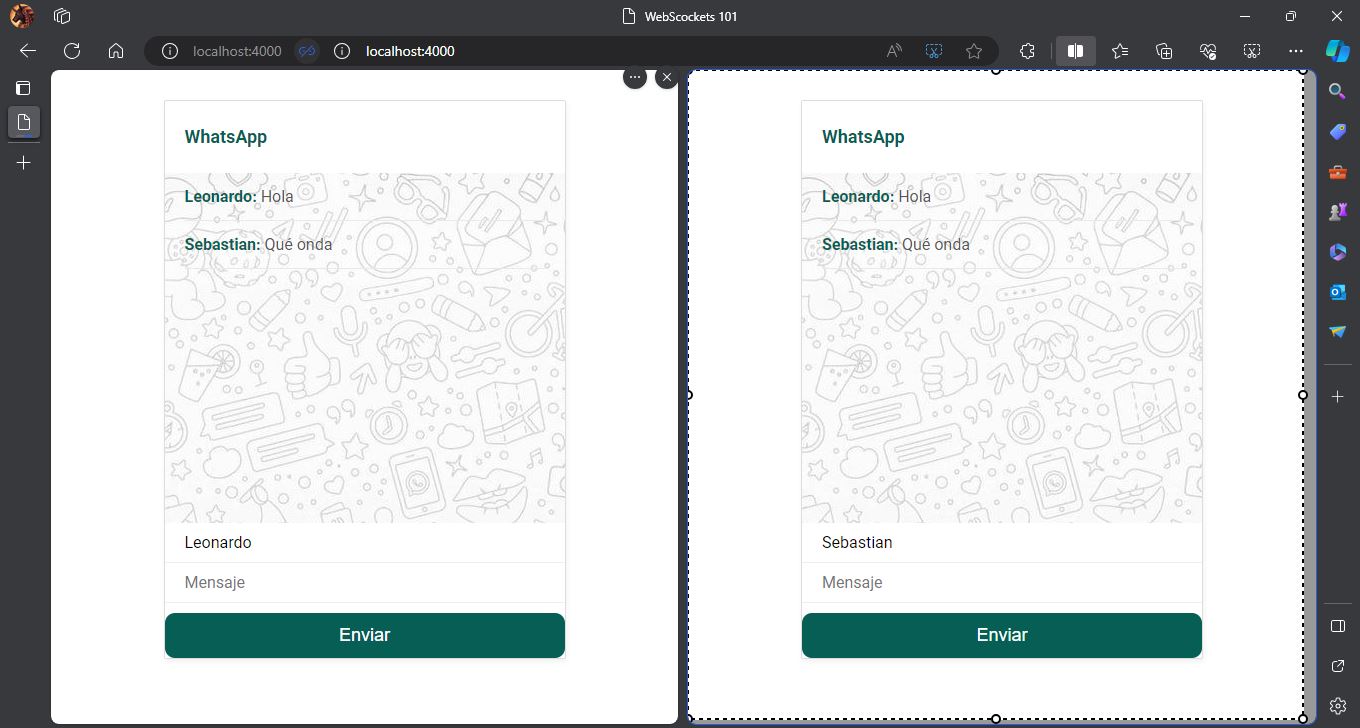 WebScockets 101
localhost:4000
localhost:4000
WhatsApp
Leonardo: Hola
Sebastian: Qué onda
Leonardo
Mensaje
Enviar
WhatsApp
Leonardo: Hola
Sebastian: Qué onda
Sebastian
Mensaje
Enviar